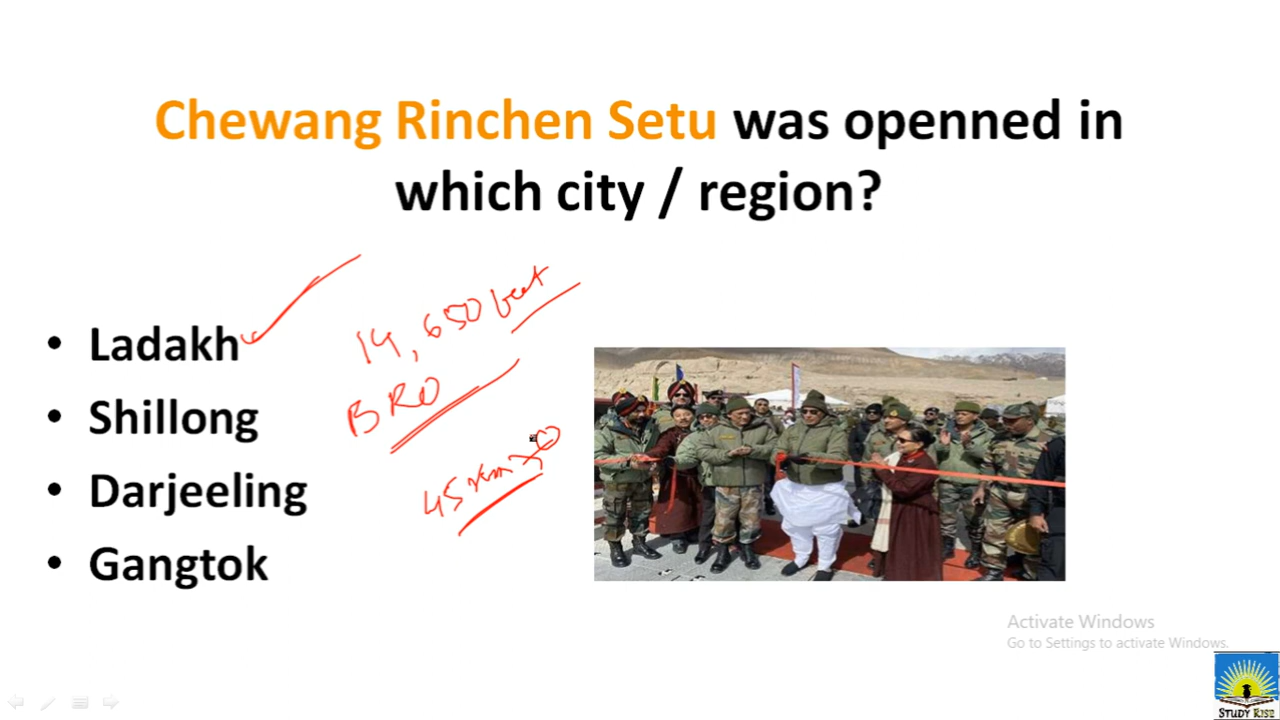 Chewang Rinchen Setu was openned in
which city / region?
• Ladakh
• Shillong
• Darjeeling
• Gangtok
14,650 feet
BRO
45 km
Activate Windows
Go to Settings to activate Windows.
STUDY RISE